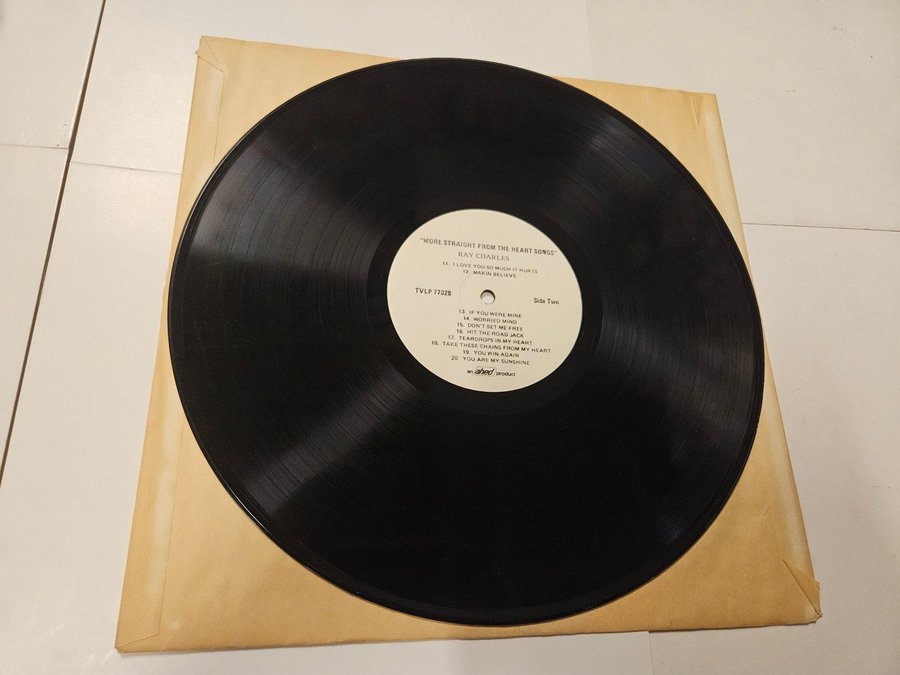 "MORE STRAIGHT FROM THE HEART SONGS"
RAY CHARLES
11. I LOVE YOU SO MUCH IT HURTS
12. MAKIN BELIEVE
TVLP 77028 Side Two
13. IF YOU WERE MINE
14. WORRIED MIND
15. DON'T SET ME FREE
16. HIT THE ROAD JACK
17. TEARDROPS IN MY HEART
18. TAKE THESE CHAINS FROM MY HEART
19. YOU WIN AGAIN
20. YOU ARE MY SUNSHINE
an ahed product